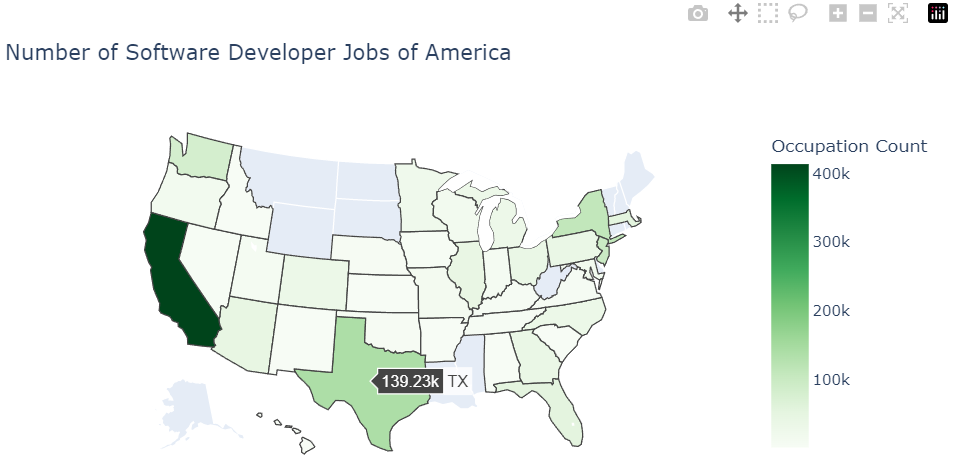 Number of Software Developer Jobs of America
Occupation Count
400k
300k
200k
100k
139.23k TX